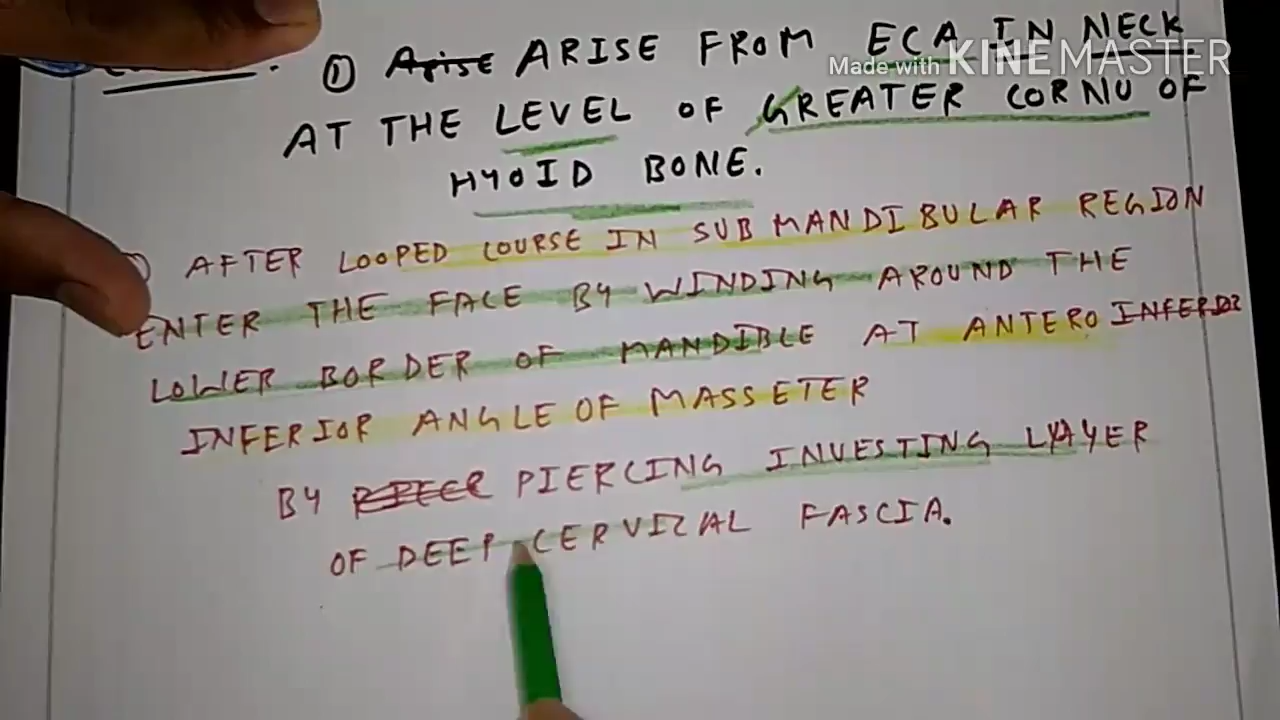 ① Arise ARISE FROM ECA IN NECK
Made with KINEMASTER
AT THE LEVEL OF GREATER CORNU OF
HYOID BONE.
AFTER LOOPED COURSE IN SUBMANDIBULAR REGION
ENTER THE FACE BY WINDING AROUND THE
LOWER BORDER OF MANDIBLE AT ANTERO
INFERIOR ANGLE OF MASSETER
BY PIERCING INVESTING LYAYER
OF DEEP CERVICAL FASCIA.